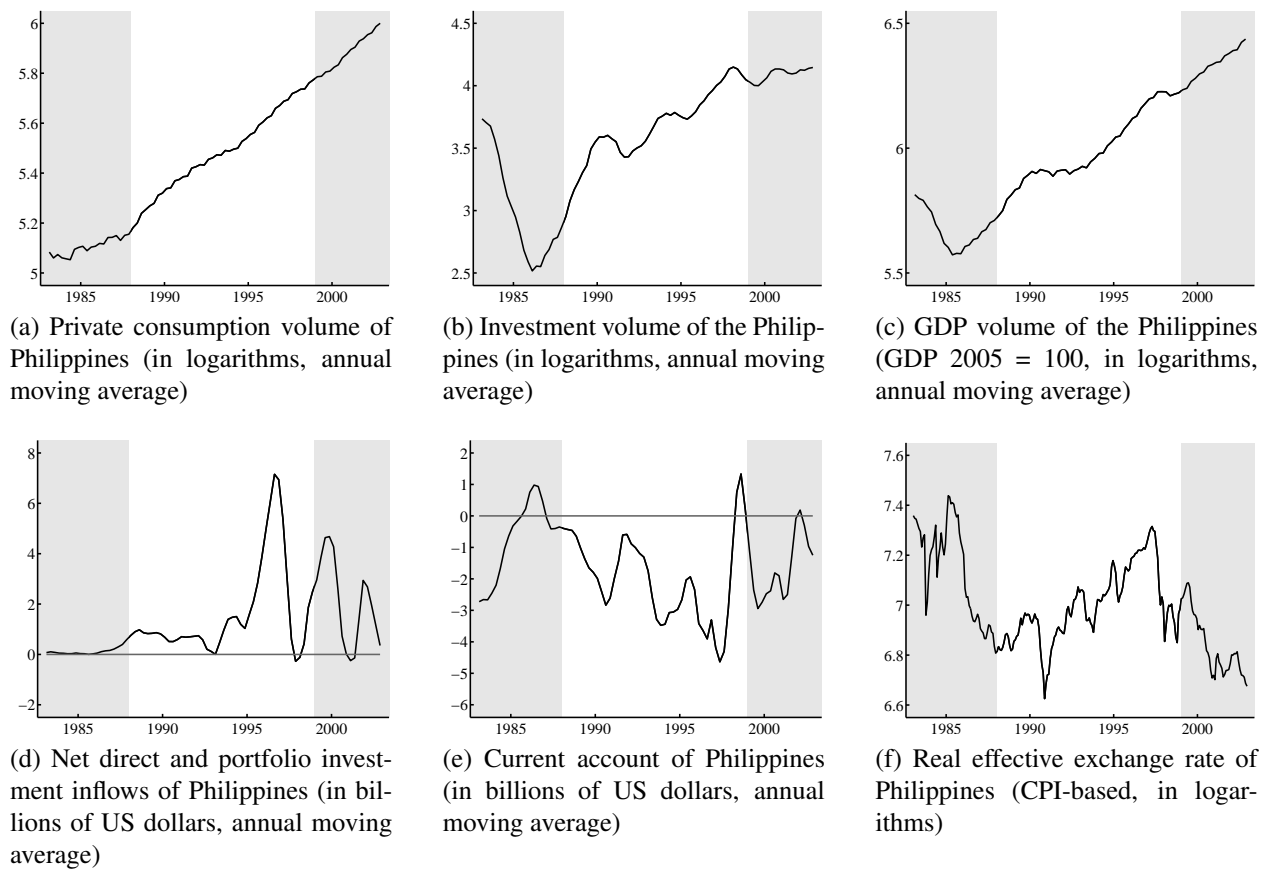 6
5.8
5.6
5.4
5.2
5
1985 1990 1995 2000
(a) Private consumption volume of
Philippines (in logarithms, annual
moving average)
4.5
4
3.5
3
2.5
1985 1990 1995 2000
(b) Investment volume of the Philip-
pines (in logarithms, annual moving
average)
6.5
6
5.5
1985 1990 1995 2000
(c) GDP volume of the Philippines
(GDP 2005 = 100, in logarithms,
annual moving average)
8
6
4
2
0
−2
1985 1990 1995 2000
(d) Net direct and portfolio invest-
ment inflows of Philippines (in bil-
lions of US dollars, annual moving
average)
2
1
0
−1
−2
−3
−4
−5
−6
1985 1990 1995 2000
(e) Current account of Philippines
(in billions of US dollars, annual
moving average)
7.6
7.4
7.2
7
6.8
6.6
1985 1990 1995 2000
(f) Real effective exchange rate of
Philippines (CPI-based, in logar-
ithms)